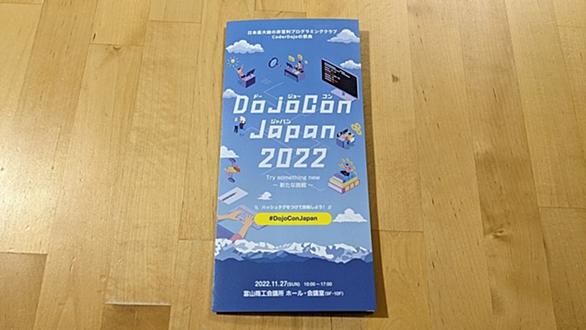 日本最大級の非営利プログラミングクラブ
CoderDojoの祭典
ドー ジョー コン
DojoCon
ジャパン
Japan
2022
Try something new
～ 新たな挑戦 ～
ハッシュタグをつけて投稿しよう！
#DojoConJapan
2022.11.27(SUN) 10:00～17:00
富山商工会議所 ホール・会議室(9F・10F)